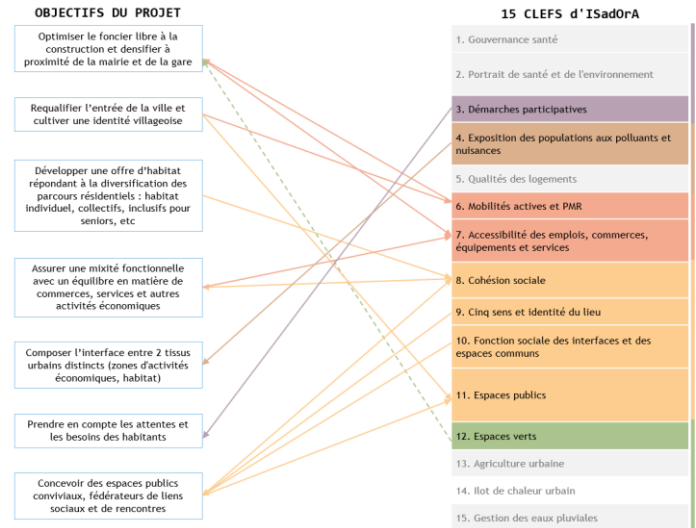 OBJECTIFS DU PROJET
Optimiser le foncier libre à la
construction et densifier à
proximité de la mairie et de la gare
Requalifier l'entrée de la ville et
cultiver une identité villageoise
Développer une offre d'habitat
répondant à la diversification des
parcours résidentiels : habitat
individuel, collectifs, inclusifs pour
seniors, etc
Assurer une mixité fonctionnelle
avec un équilibre en matière de
commerces, services et autres
activités économiques
Composer l'interface entre 2 tissus
urbains distincts (zones d'activités
économiques, habitat)
Prendre en compte les attentes et
les besoins des habitants
Concevoir des espaces publics
conviviaux, fédérateurs de liens
sociaux et de rencontres
15 CLEFS d'ISadOrA
1. Gouvernance santé
2. Portrait de santé et de l'environnement
3. Démarches participatives
4. Exposition des populations aux polluants et
nuisances
5. Qualités des logements
6. Mobilités actives et PMR
7. Accessibilité des emplois, commerces,
équipements et services
8. Cohésion sociale
9. Cinq sens et identité du lieu
10. Fonction sociale des interfaces et des
espaces communs
11. Espaces publics
12. Espaces verts
13. Agriculture urbaine
14. Ilot de chaleur urbain
15. Gestion des eaux pluviales